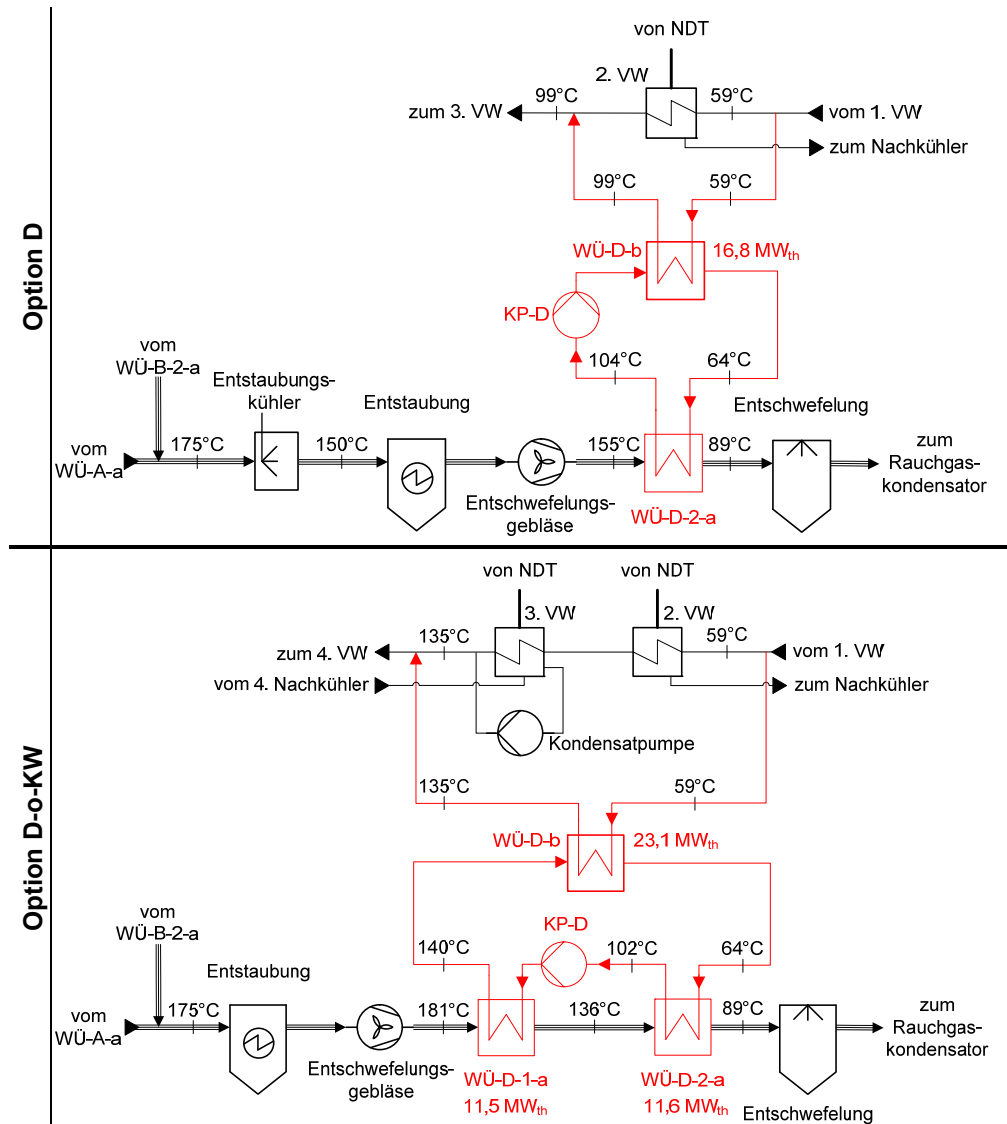 Option D
von NDT
2. VW
zum 3. VW
99°C
59°C
vom 1. VW
zum Nachkühler
99°C
59°C
WÜ-D-b
16,8 MWth
KP-D
104°C
64°C
vom
WÜ-B-2-a
Entstaubungs-
kühler
Entstaubung
Entschwefelung
vom
WÜ-A-a
175°C
150°C
155°C
89°C
zum
Rauchgas-
kondensator
Entschwefelungs-
gebläse
WÜ-D-2-a
Option D-o-KW
von NDT
von NDT
3. VW
2. VW
zum 4. VW
135°C
59°C
vom 1. VW
vom 4. Nachkühler
zum Nachkühler
Kondensatpumpe
135°C
59°C
WÜ-D-b
23,1 MWth
KP-D
140°C
102°C
64°C
vom
WÜ-B-2-a
Entstaubung
vom
WÜ-A-a
175°C
181°C
136°C
89°C
zum
Rauchgas-
kondensator
Entschwefelungs-
gebläse
WÜ-D-1-a
11,5 MWth
WÜ-D-2-a
11,6 MWth
Entschwefelung